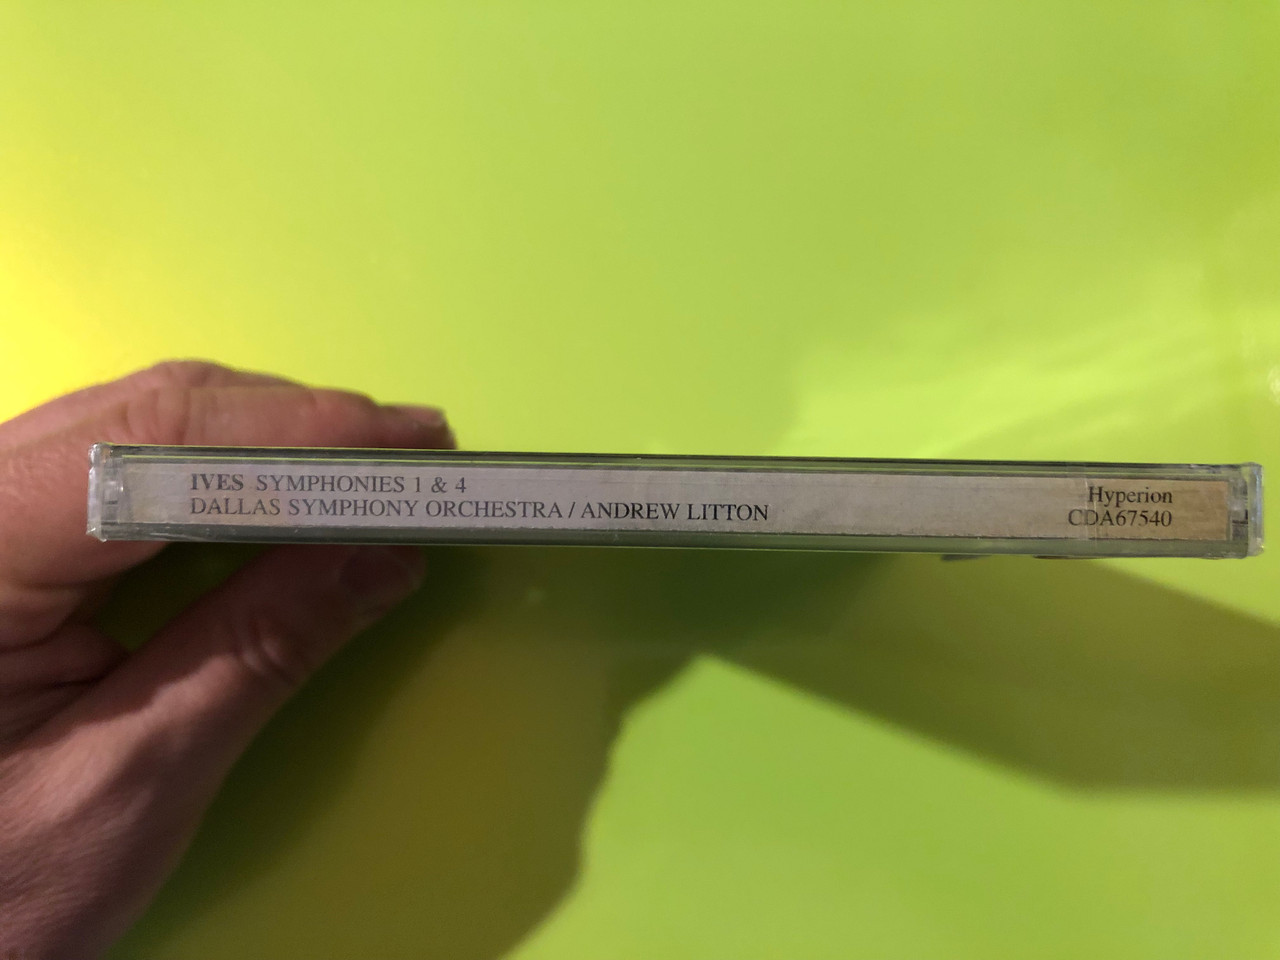 IVES SYMPHONIES 1 & 4
DALLAS SYMPHONY ORCHESTRA / ANDREW LITTON
Hyperion
CDA67540